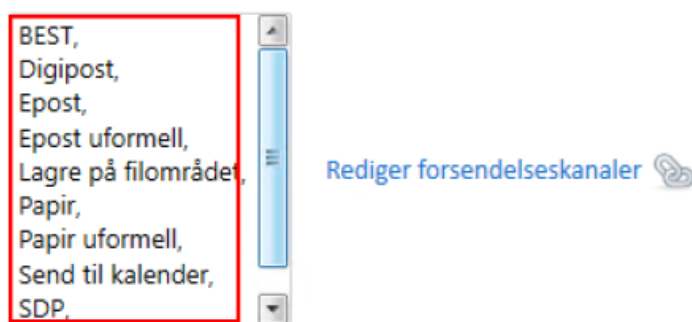 BEST,
Digipost,
Epost,
Epost uformell,
Lagre på filområdet,
Rediger forsendelseskanaler
Papir,
Papir uformell,
Send til kalender,
SDP,